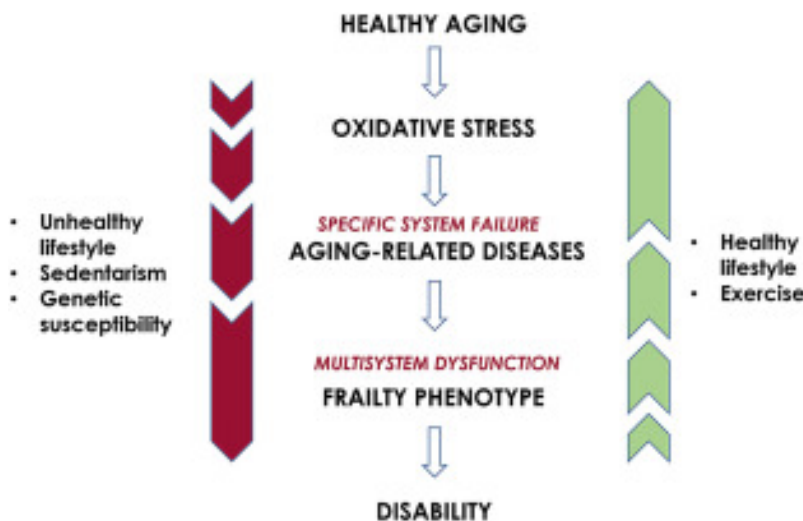 HEALTHY AGING
OXIDATIVE STRESS
SPECIFIC SYSTEM FAILURE
AGING-RELATED DISEASES
MULTISYSTEM DYSFUNCTION
FRAILTY PHENOTYPE
DISABILITY
• Unhealthy
lifestyle
• Sedentarism
• Genetic
susceptibility
• Healthy
lifestyle
• Exercise